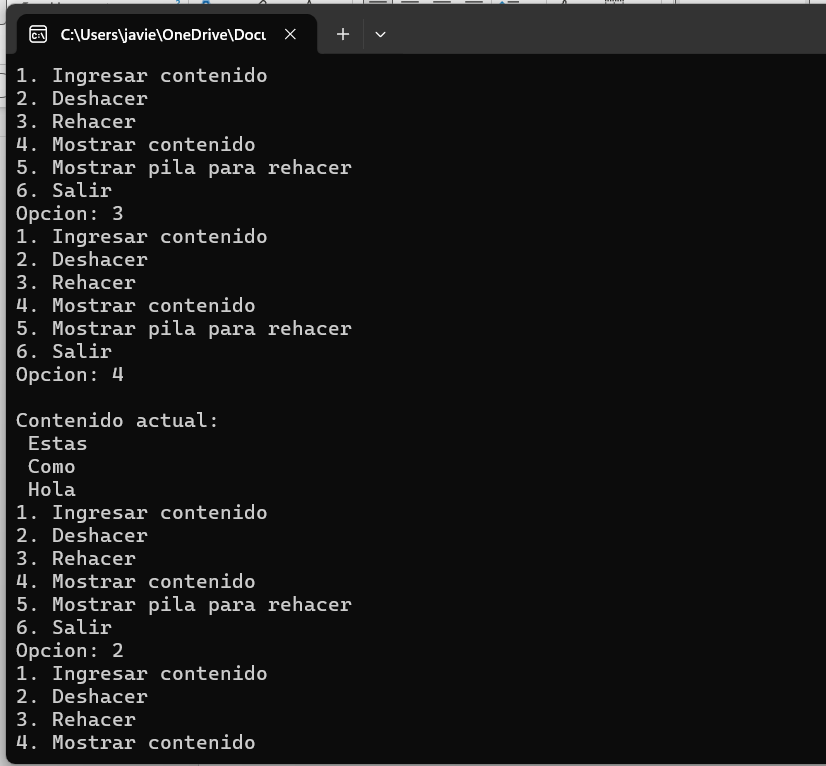 C:\Users\javie\OneDrive\Docu
1. Ingresar contenido
2. Deshacer
3. Rehacer
4. Mostrar contenido
5. Mostrar pila para rehacer
6. Salir
Opcion: 3
1. Ingresar contenido
2. Deshacer
3. Rehacer
4. Mostrar contenido
5. Mostrar pila para rehacer
6. Salir
Opcion: 4
Contenido actual:
Estas
Como
Hola
1. Ingresar contenido
2. Deshacer
3. Rehacer
4. Mostrar contenido
5. Mostrar pila para rehacer
6. Salir
Opcion: 2
1. Ingresar contenido
2. Deshacer
3. Rehacer
4. Mostrar contenido